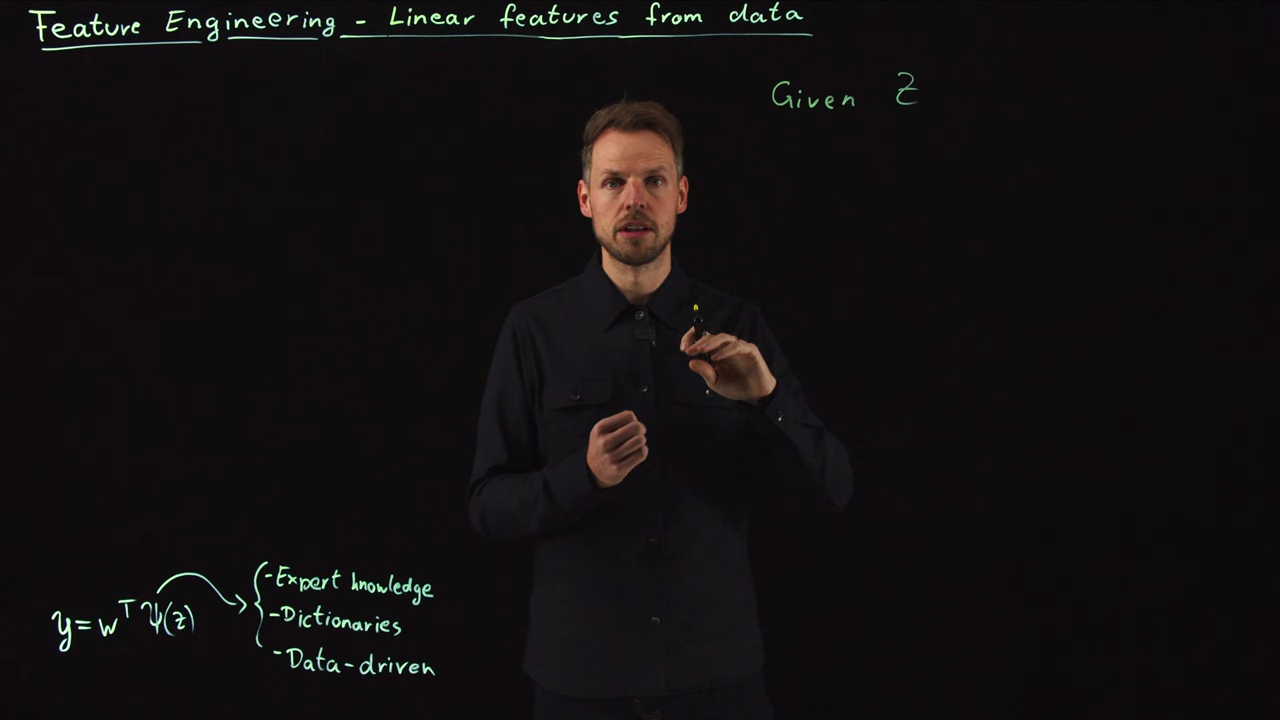 Feature Engineering - Linear features from data
Given Z
y = w^T ψ(z)
- Expert knowledge
- Dictionaries
- Data-driven